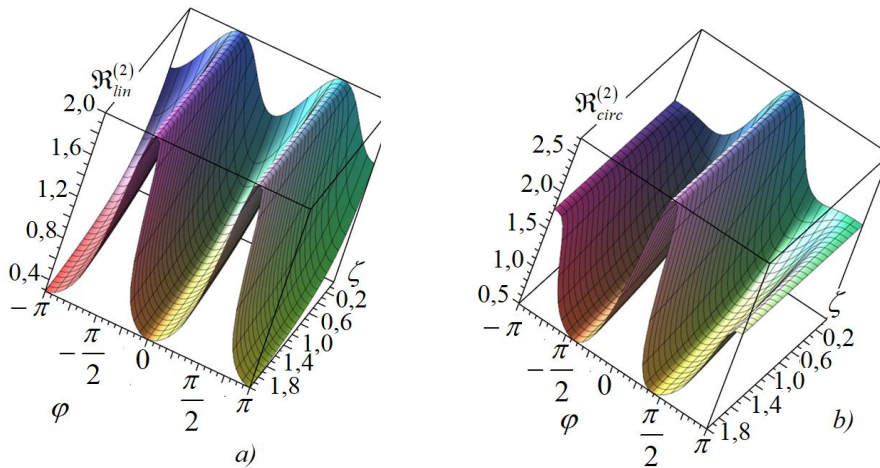 ℜ_lin^(2)
2,0
1,6
1,2
0,8
0,4
− π
− π/2
0
π/2
π
φ
ζ
0,2
0,6
1,0
1,4
1,8
a)
ℜ_circ^(2)
2,5
2,0
1,5
1,0
0,5
− π
− π/2
0
π/2
π
φ
ζ
0,2
0,6
1,0
1,4
1,8
b)